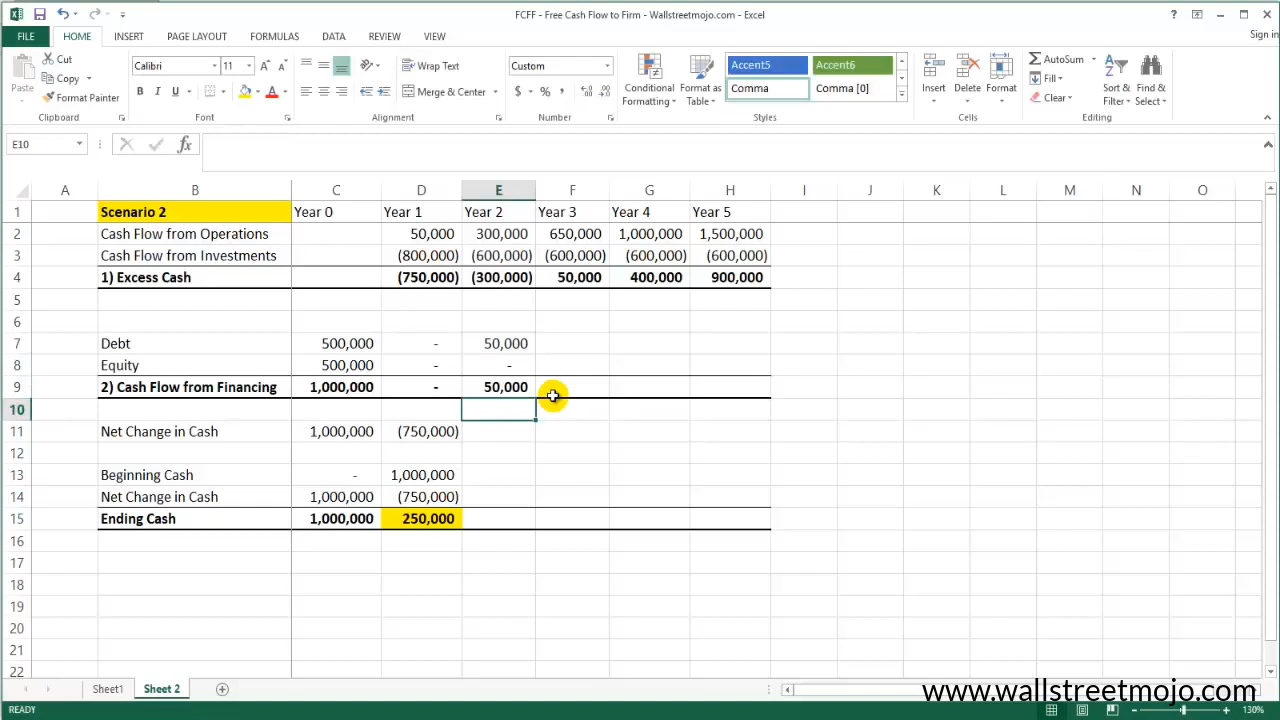 FCFF - Free Cash Flow to Firm - Wallstreetmojo.com - Excel
FILE HOME INSERT PAGE LAYOUT FORMULAS DATA REVIEW VIEW Sign in
Paste
Cut
Copy
Format Painter
Clipboard
Calibri 11
B I U
Font
Wrap Text
Merge & Center
Alignment
Custom
$ %
Number
Conditional Formatting
Format as Table
Accent5 Accent6
Comma Comma [0]
Styles
Insert Delete Format
Cells
AutoSum
Fill
Clear
Sort & Filter
Find & Select
Editing
E10 fx
A B C D E F G H I J K L M N O
1 Scenario 2 Year 0 Year 1 Year 2 Year 3 Year 4 Year 5
2 Cash Flow from Operations 50,000 300,000 650,000 1,000,000 1,500,000
3 Cash Flow from Investments (800,000) (600,000) (600,000) (600,000) (600,000)
4 1) Excess Cash (750,000) (300,000) 50,000 400,000 900,000
5
6
7 Debt 500,000 - 50,000
8 Equity 500,000 - -
9 2) Cash Flow from Financing 1,000,000 - 50,000
10
11 Net Change in Cash 1,000,000 (750,000)
12
13 Beginning Cash - 1,000,000
14 Net Change in Cash 1,000,000 (750,000)
15 Ending Cash 1,000,000 250,000
16
17
18
19
20
21
22
Sheet1 Sheet 2
www.wallstreetmojo.com
READY 130%